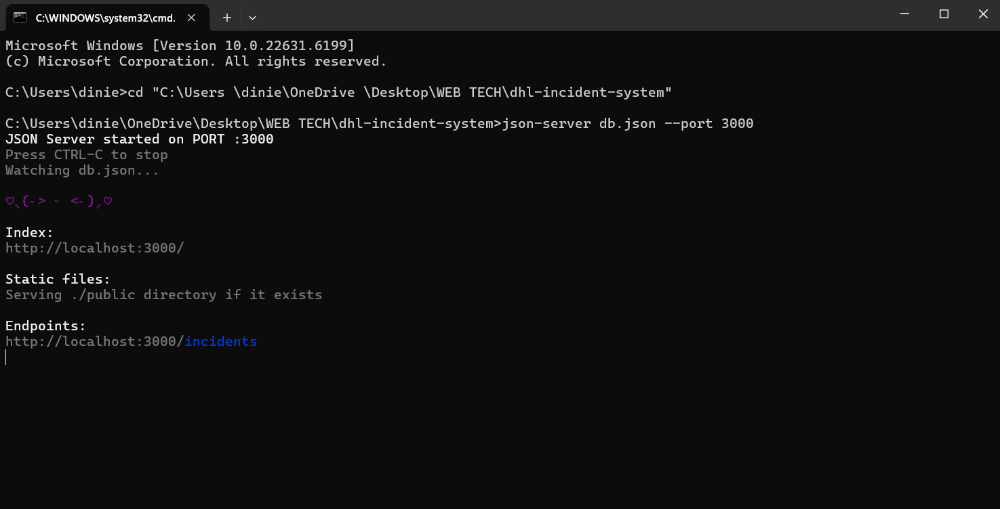 C:\WINDOWS\system32\cmd.
Microsoft Windows [Version 10.0.22631.6199]
(c) Microsoft Corporation. All rights reserved.
C:\Users\dinie>cd "C:\Users \dinie\OneDrive \Desktop\WEB TECH\dhl-incident-system"
C:\Users\dinie\OneDrive\Desktop\WEB TECH\dhl-incident-system>json-server db.json --port 3000
JSON Server started on PORT :3000
Press CTRL-C to stop
Watching db.json...
♡⸜(˶˃ ᵕ ˂˶)⸝♡
Index:
http://localhost:3000/
Static files:
Serving ./public directory if it exists
Endpoints:
http://localhost:3000/incidents